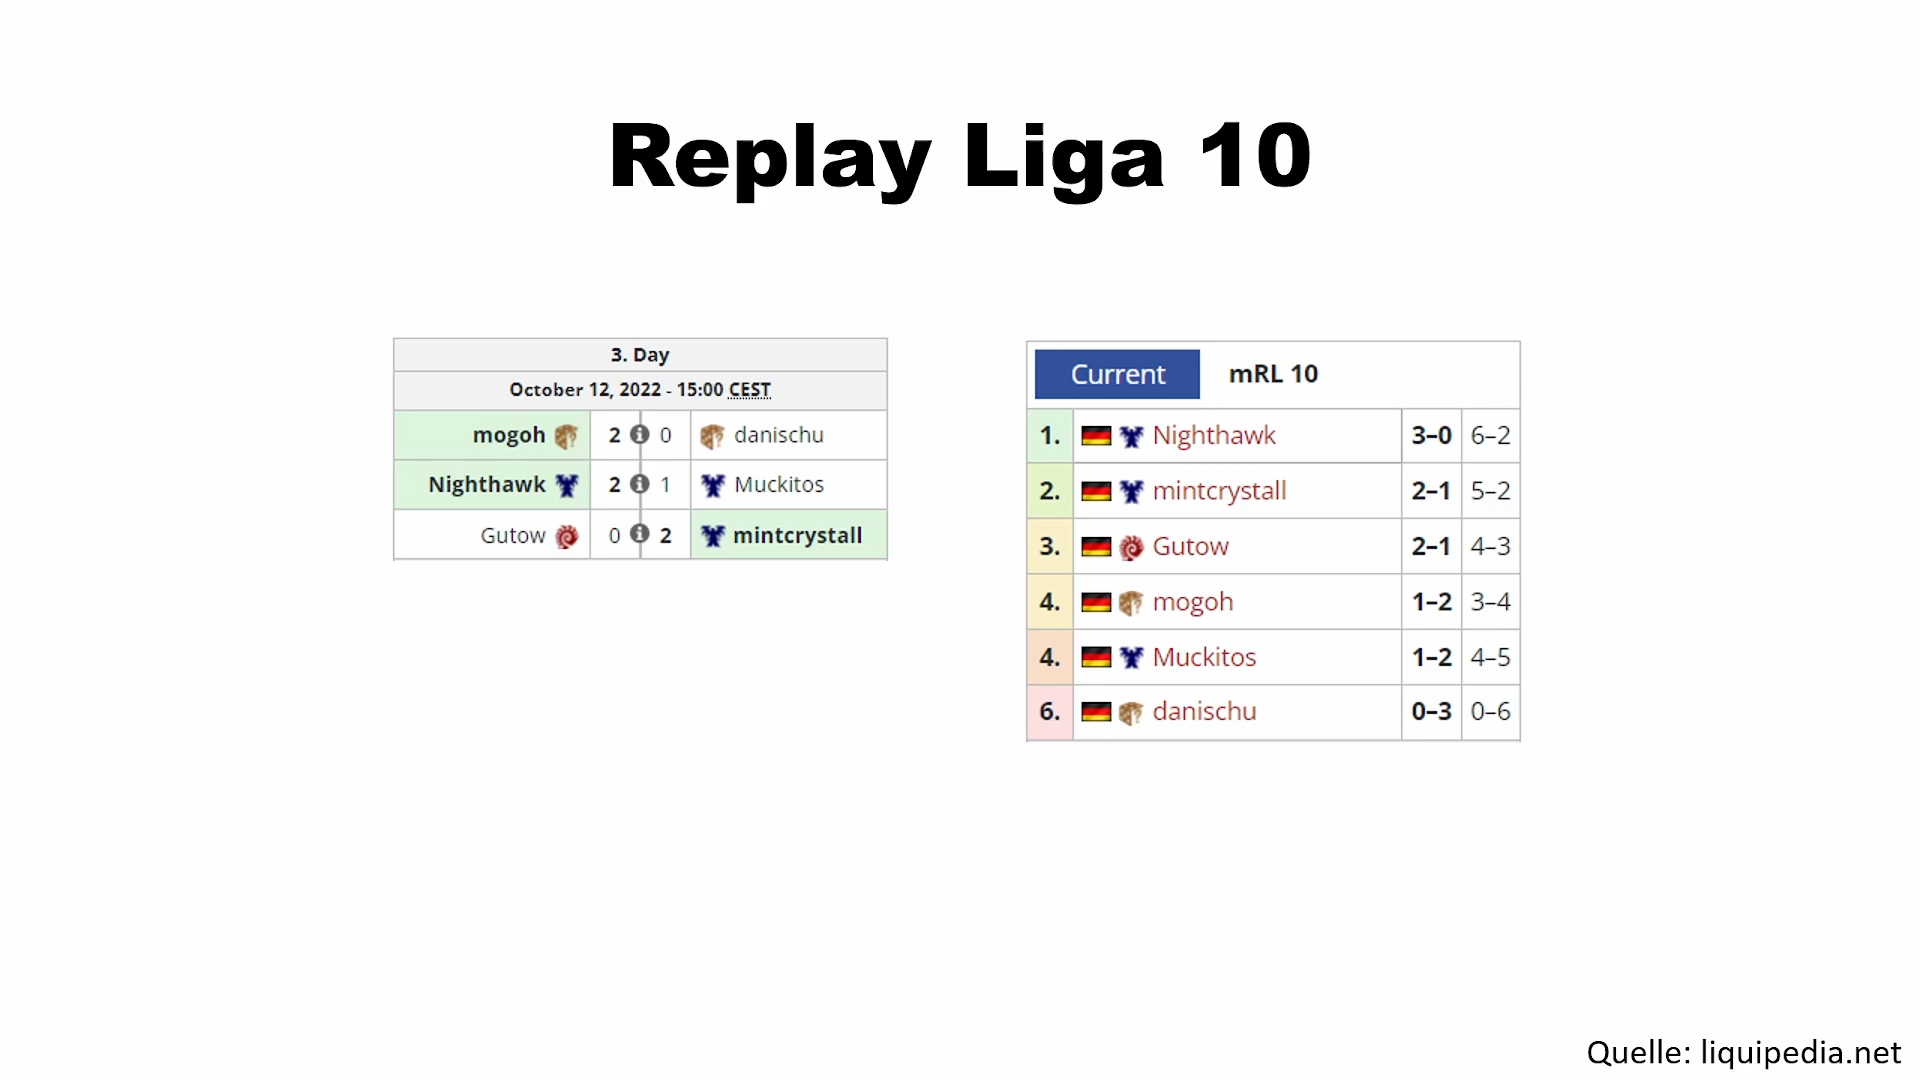 Replay Liga 10
3. Day
October 12, 2022 - 15:00 CEST
mogoh 2 0 danischu
Nighthawk 2 1 Muckitos
Gutow 0 2 mintcrystall
Current mRL 10
1. Nighthawk 3–0 6–2
2. mintcrystall 2–1 5–2
3. Gutow 2–1 4–3
4. mogoh 1–2 3–4
4. Muckitos 1–2 4–5
6. danischu 0–3 0–6
Quelle: liquipedia.net